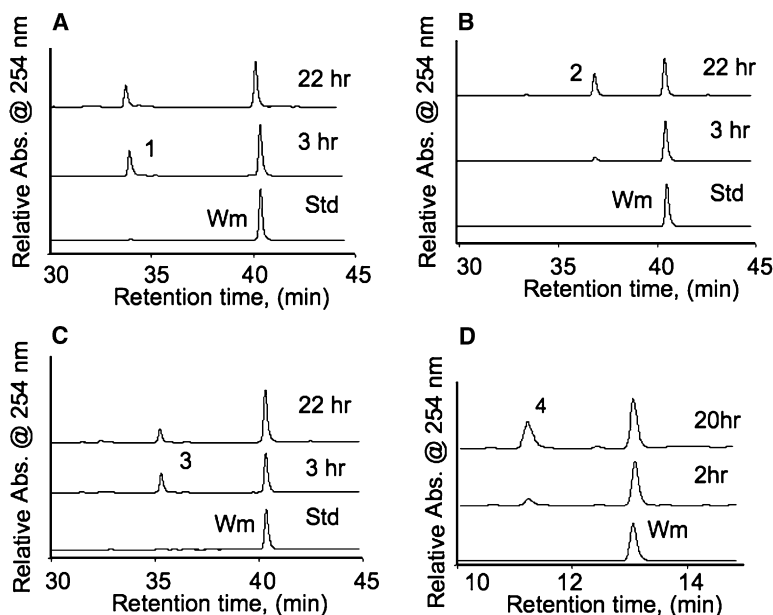 A
Relative Abs. @ 254 nm
22 hr
1
3 hr
Wm
Std
30 35 40 45
Retention time, (min)
B
Relative Abs. @ 254 nm
2
22 hr
3 hr
Wm
Std
30 35 40 45
Retention time, (min)
C
Relative Abs. @ 254 nm
22 hr
3
3 hr
Wm
Std
30 35 40 45
Retention time, (min)
D
Relative Abs. @ 254 nm
4
20hr
2hr
Wm
10 12 14
Retention time, (min)